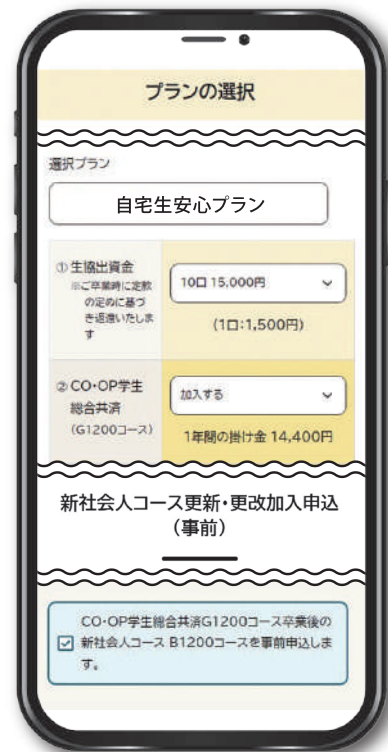 プランの選択
選択プラン
自宅生安心プラン
① 生協出資金
※ご卒業時に定款
の定めに基づ
き返還いたしま
す
10口 15,000円
(1口:1,500円)
② CO・OP学生
総合共済
(G1200コース)
加入する
1年間の掛け金 14,400円
新社会人コース更新・更改加入申込
(事前)
CO・OP学生総合共済G1200コース卒業後の
新社会人コース B1200コースを事前申込しま
す。